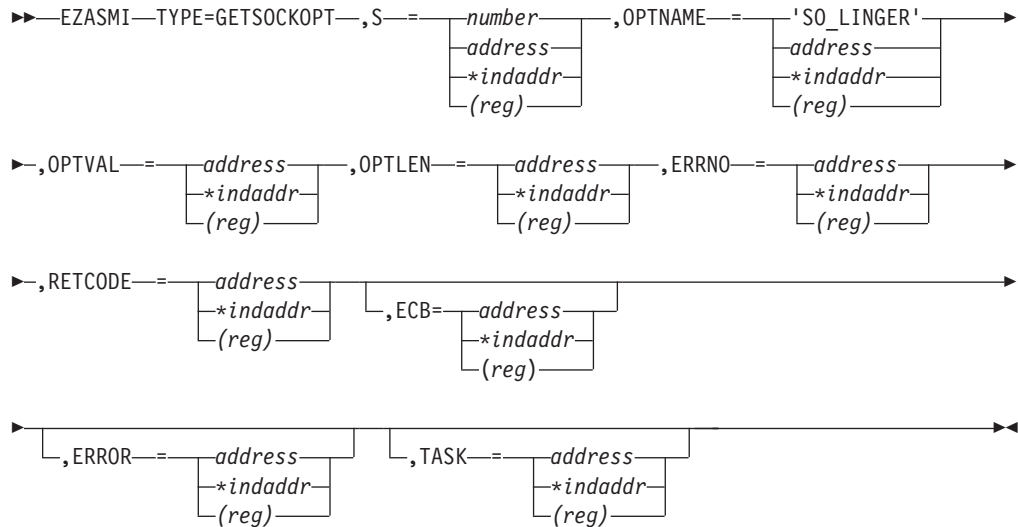 EZASMI TYPE=GETSOCKOPT ,S = number ,OPTNAME = 'SO_LINGER'
address address
*indaddr *indaddr
(reg) (reg)
,OPTVAL = address ,OPTLEN = address ,ERRNO = address
*indaddr *indaddr *indaddr
(reg) (reg) (reg)
,RETCODE = address
*indaddr ,ECB= address
(reg) *indaddr
(reg)
,ERROR = address ,TASK = address
*indaddr *indaddr
(reg) (reg)